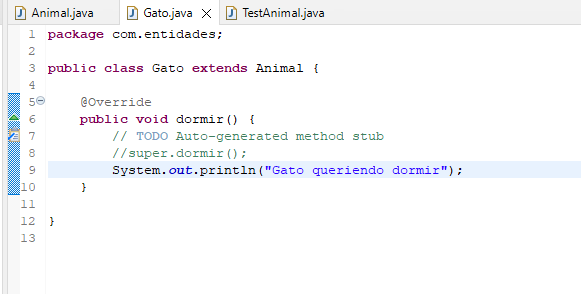 Animal.java Gato.java TestAnimal.java
1 package com.entidades;
2
3 public class Gato extends Animal {
4
5 @Override
6 public void dormir() {
7 // TODO Auto-generated method stub
8 //super.dormir();
9 System.out.println("Gato queriendo dormir");
10 }
11
12 }
13